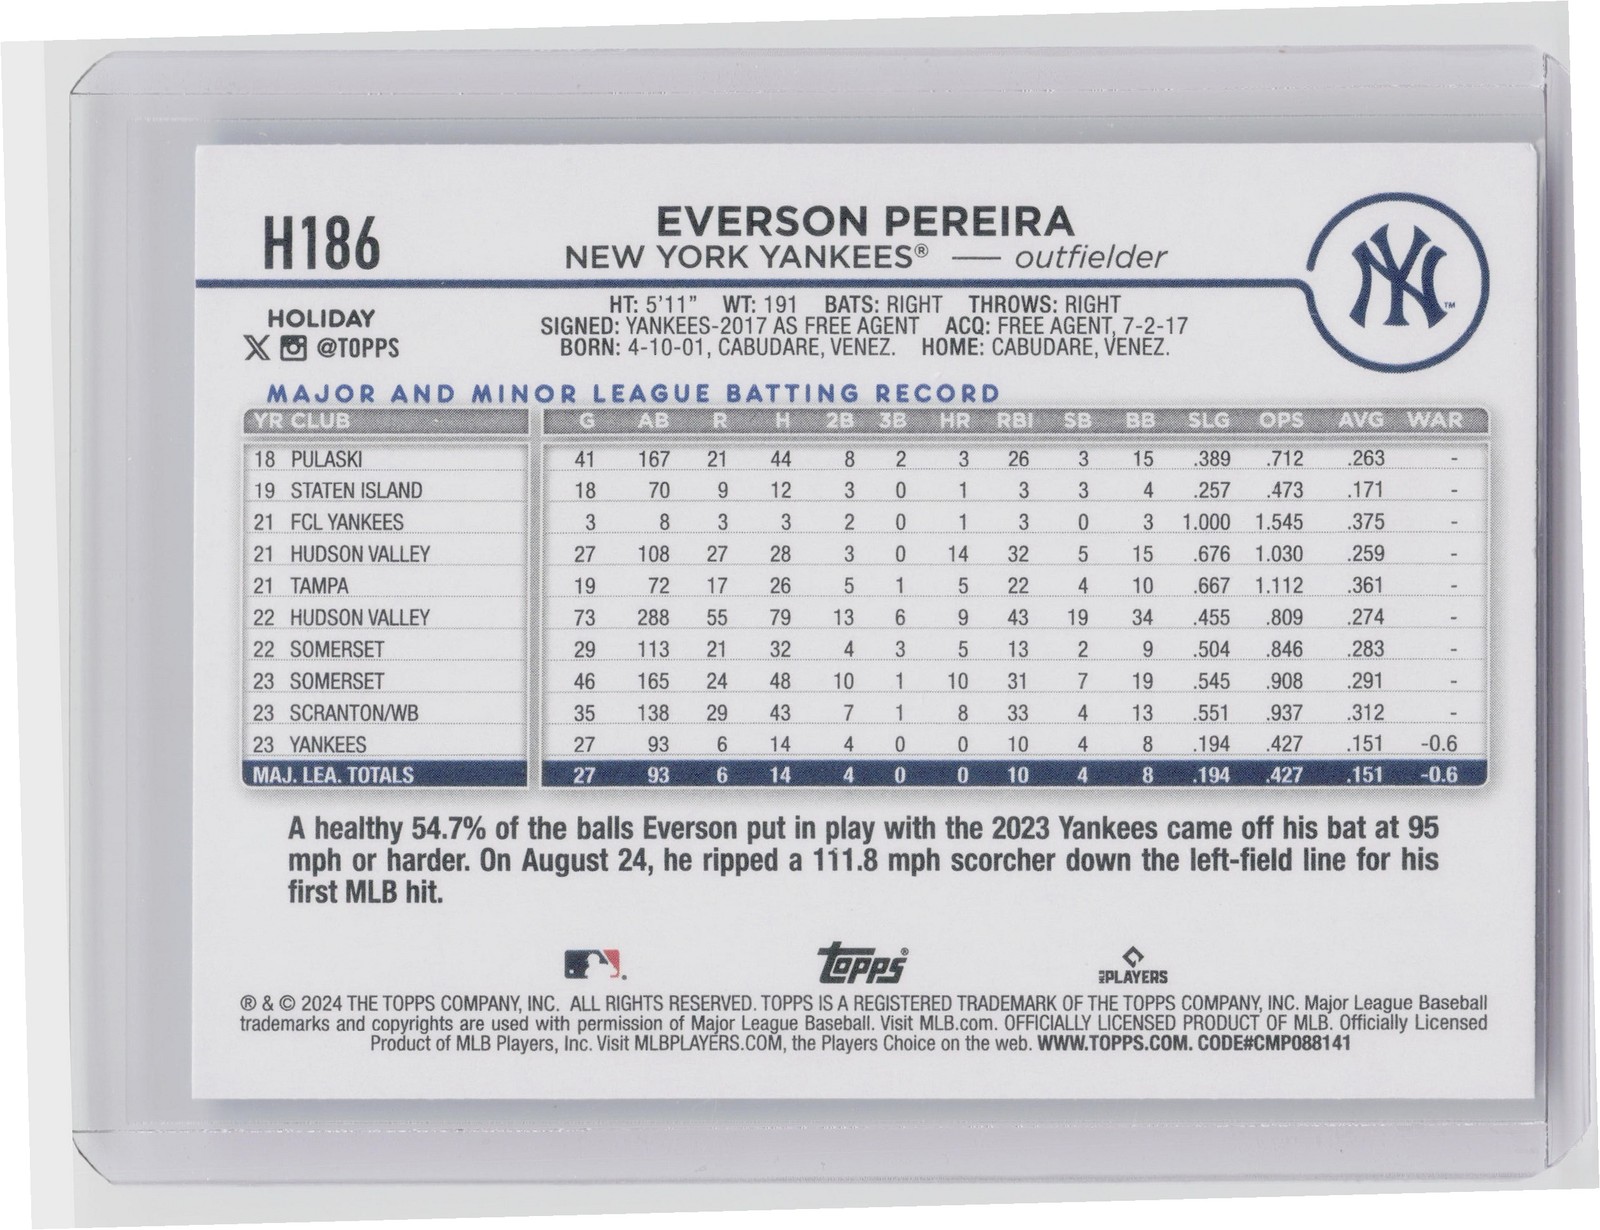 H186
EVERSON PEREIRA
NEW YORK YANKEES® — outfielder
HOLIDAY
@TOPPS
HT: 5'11” WT: 191 BATS: RIGHT THROWS: RIGHT
SIGNED: YANKEES-2017 AS FREE AGENT ACQ: FREE AGENT, 7-2-17
BORN: 4-10-01, CABUDARE, VENEZ. HOME: CABUDARE, VENEZ.
NY ™
MAJOR AND MINOR LEAGUE BATTING RECORD
YR CLUB G AB R H 2B 3B HR RBI SB BB SLG OPS AVG WAR
18 PULASKI 41 167 21 44 8 2 3 26 3 15 .389 .712 .263 -
19 STATEN ISLAND 18 70 9 12 3 0 1 3 3 4 .257 .473 .171 -
21 FCL YANKEES 3 8 3 3 2 0 1 3 0 3 1.000 1.545 .375 -
21 HUDSON VALLEY 27 108 27 28 3 0 14 32 5 15 .676 1.030 .259 -
21 TAMPA 19 72 17 26 5 1 5 22 4 10 .667 1.112 .361 -
22 HUDSON VALLEY 73 288 55 79 13 6 9 43 19 34 .455 .809 .274 -
22 SOMERSET 29 113 21 32 4 3 5 13 2 9 .504 .846 .283 -
23 SOMERSET 46 165 24 48 10 1 10 31 7 19 .545 .908 .291 -
23 SCRANTON/WB 35 138 29 43 7 1 8 33 4 13 .551 .937 .312 -
23 YANKEES 27 93 6 14 4 0 0 10 4 8 .194 .427 .151 -0.6
MAJ. LEA. TOTALS 27 93 6 14 4 0 0 10 4 8 .194 .427 .151 -0.6
A healthy 54.7% of the balls Everson put in play with the 2023 Yankees came off his bat at 95
mph or harder. On August 24, he ripped a 111.8 mph scorcher down the left-field line for his
first MLB hit.
Topps® MLB PLAYERS
® & © 2024 THE TOPPS COMPANY, INC. ALL RIGHTS RESERVED. TOPPS IS A REGISTERED TRADEMARK OF THE TOPPS COMPANY, INC. Major League Baseball
trademarks and copyrights are used with permission of Major League Baseball. Visit MLB.com. OFFICIALLY LICENSED PRODUCT OF MLB. Officially Licensed
Product of MLB Players, Inc. Visit MLBPLAYERS.COM, the Players Choice on the web. WWW.TOPPS.COM. CODE#CMP088141